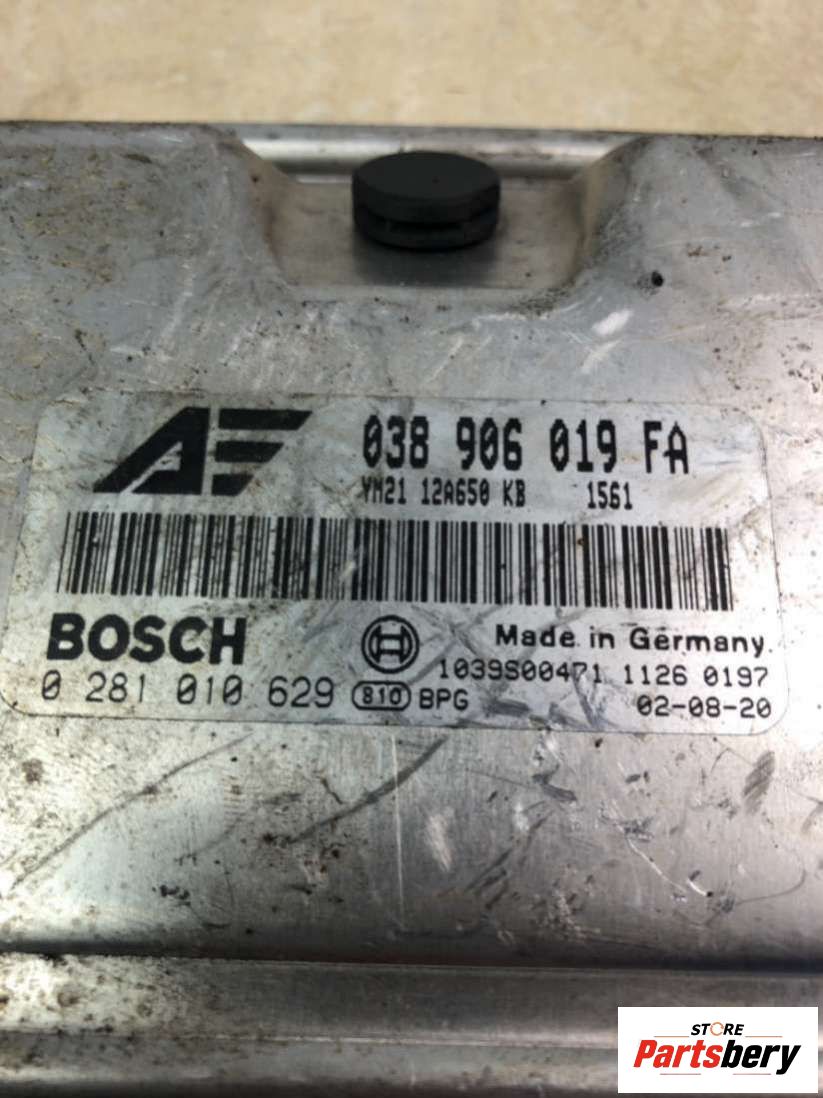 AE 038 906 019 FA
YM21 12A650 KB 1561
BOSCH Made in Germany.
0 281 010 629 810 BPG 1039S00471 1126 0197
02-08-20
STORE
Partsbery